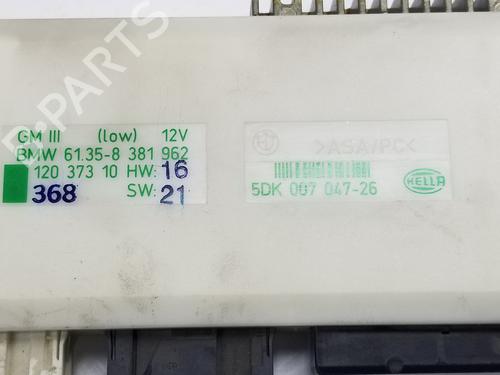 GM III (low) 12V
BMW 61.35-8 381 962
120 373 10 HW: 16
368 SW: 21
>ASA/PC<
5DK 007 047-26
HELLA